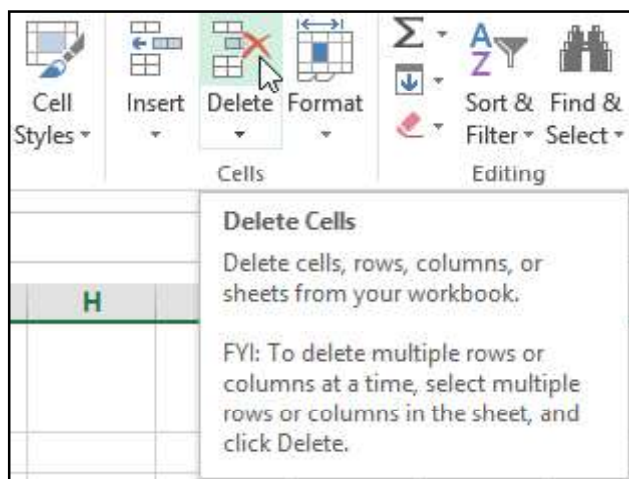 Cell
Styles
Insert
Delete
Format
A
Z
Sort &
Filter
Find &
Select
Cells
Editing
H
Delete Cells
Delete cells, rows, columns, or
sheets from your workbook.
FYI: To delete multiple rows or
columns at a time, select multiple
rows or columns in the sheet, and
click Delete.